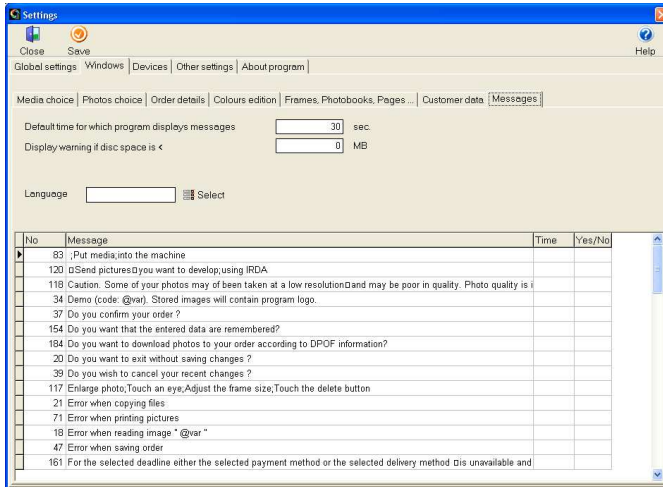 Settings
Close Save Help
Global settings Windows Devices Other settings About program
Media choice Photos choice Order details Colours edition Frames, Photobooks, Pages ... Customer data Messages
Default time for which program displays messages 30 sec.
Display warning if disc space is < 0 MB
Language Select
No Message Time Yes/No
83 ;Put media;into the machine
120 □Send pictures□you want to develop;using IRDA
118 Caution. Some of your photos may of been taken at a low resolution□and may be poor in quality. Photo quality is i
34 Demo (code: @var). Stored images will contain program logo.
37 Do you confirm your order ?
154 Do you want that the entered data are remembered?
184 Do you want to download photos to your order according to DPOF information?
20 Do you want to exit without saving changes ?
39 Do you wish to cancel your recent changes ?
117 Enlarge photo;Touch an eye;Adjust the frame size;Touch the delete button
21 Error when copying files
71 Error when printing pictures
18 Error when reading image " @var "
47 Error when saving order
161 For the selected deadline either the selected payment method or the selected delivery method □is unavailable and